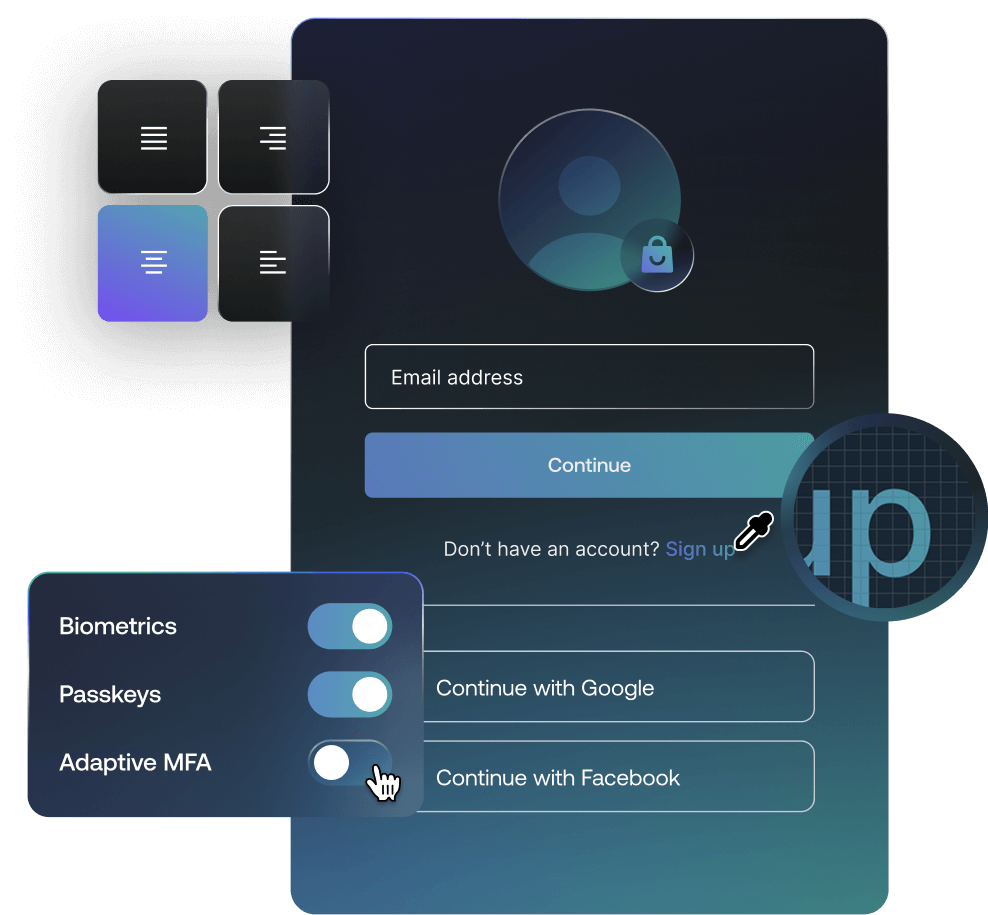 Email address
Continue
Don’t have an account? Sign up
up
Biometrics
Passkeys
Adaptive MFA
Continue with Google
Continue with Facebook